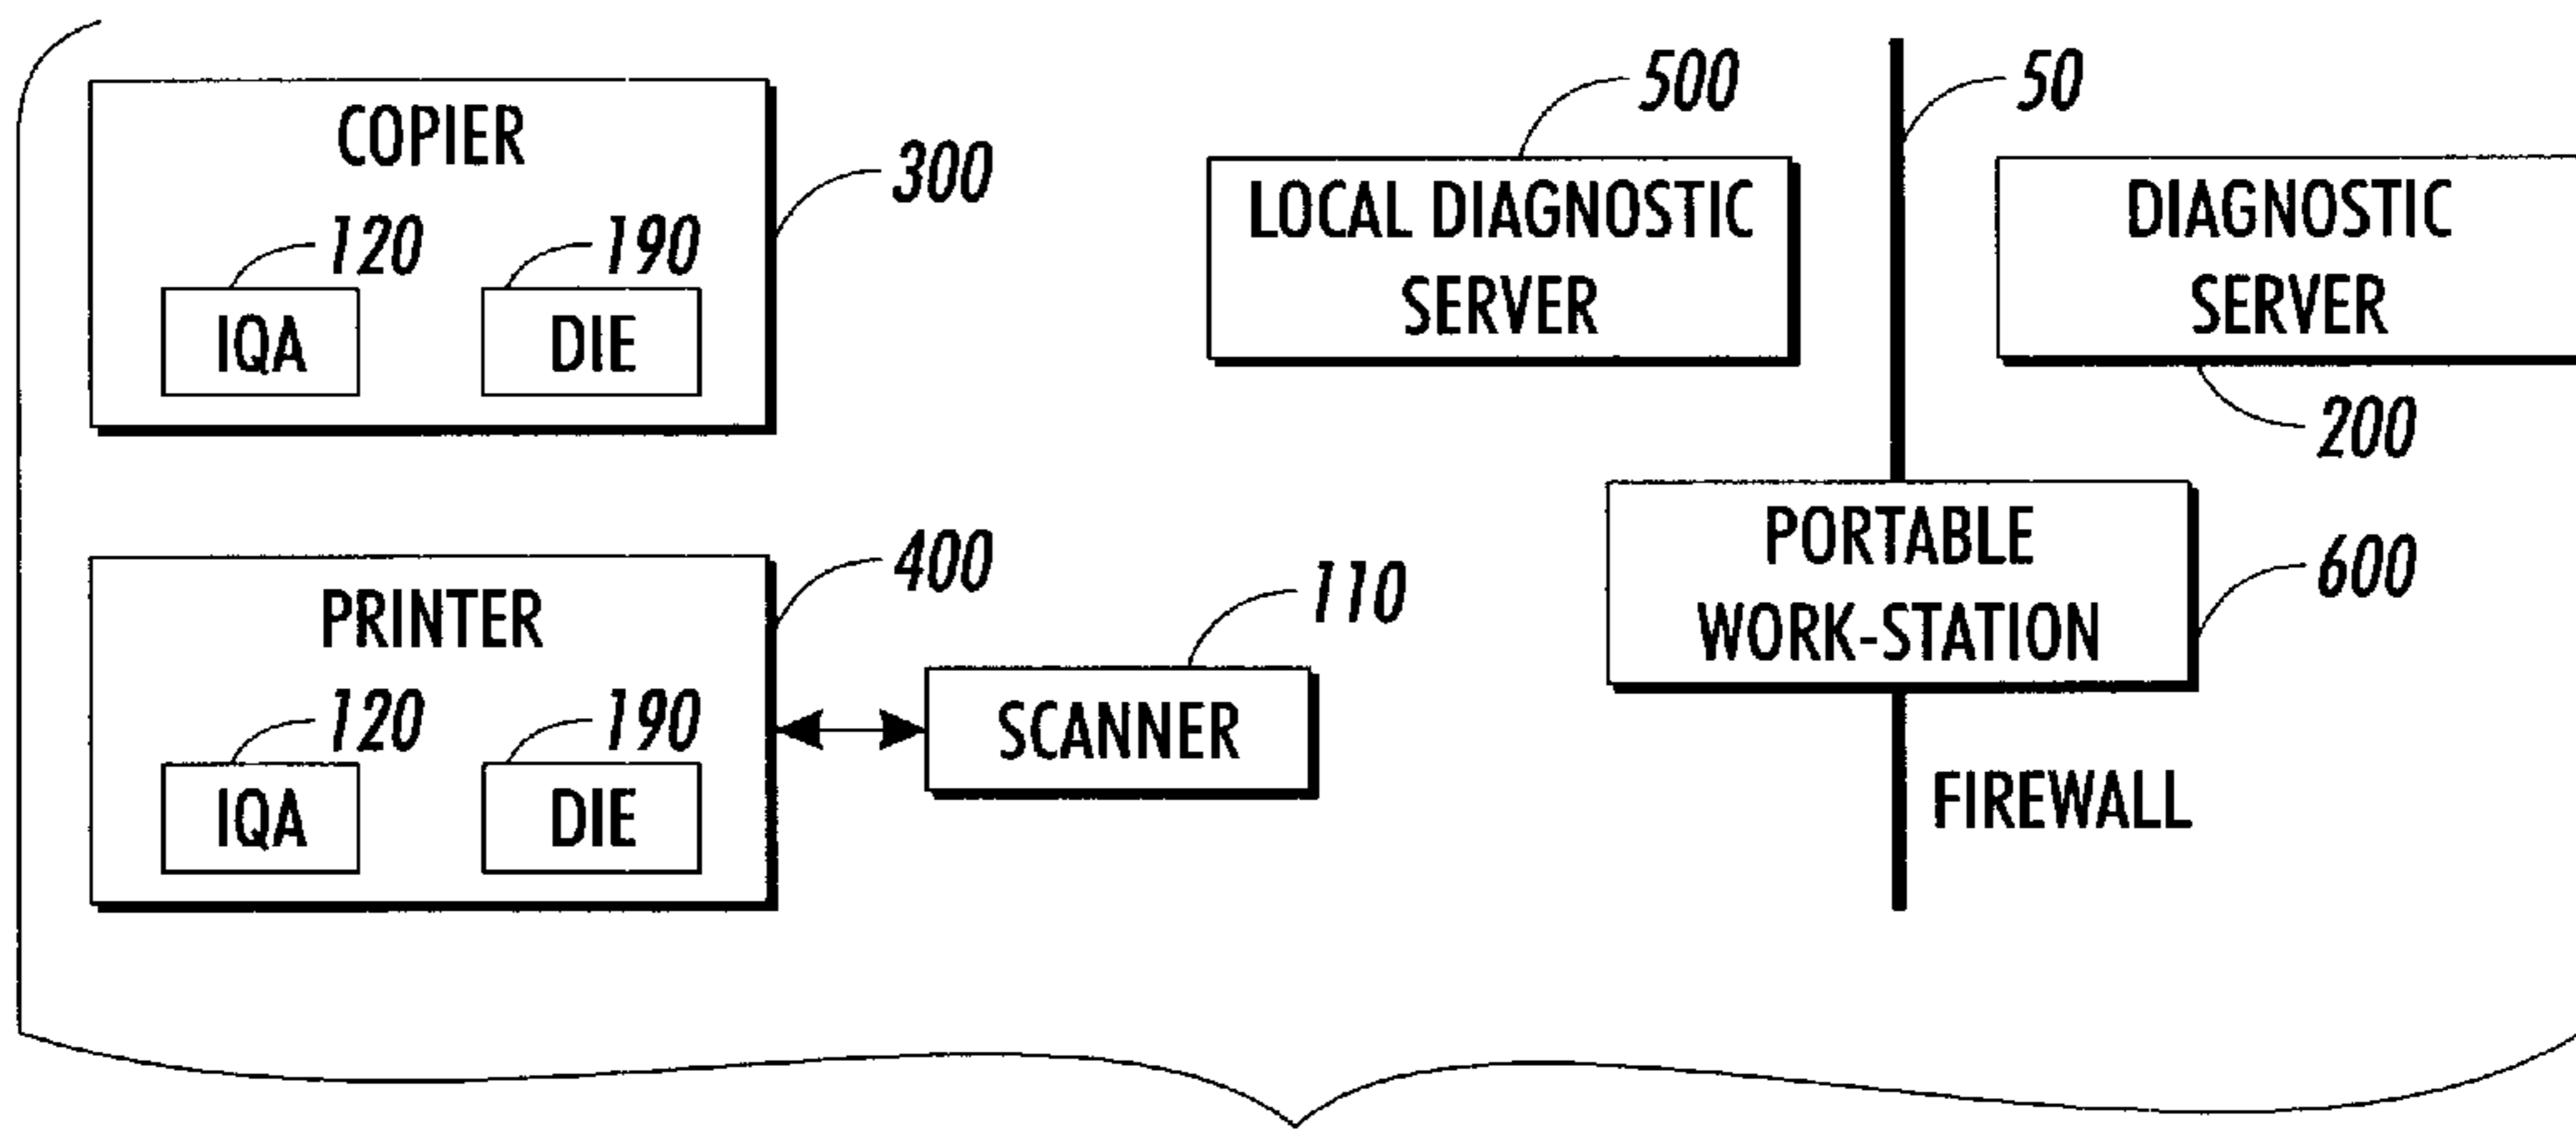 COPIER
300
120
190
IQA
DIE
500
LOCAL DIAGNOSTIC
SERVER
50
DIAGNOSTIC
SERVER
200
PRINTER
400
120
190
IQA
DIE
110
SCANNER
PORTABLE
WORK-STATION
600
FIREWALL